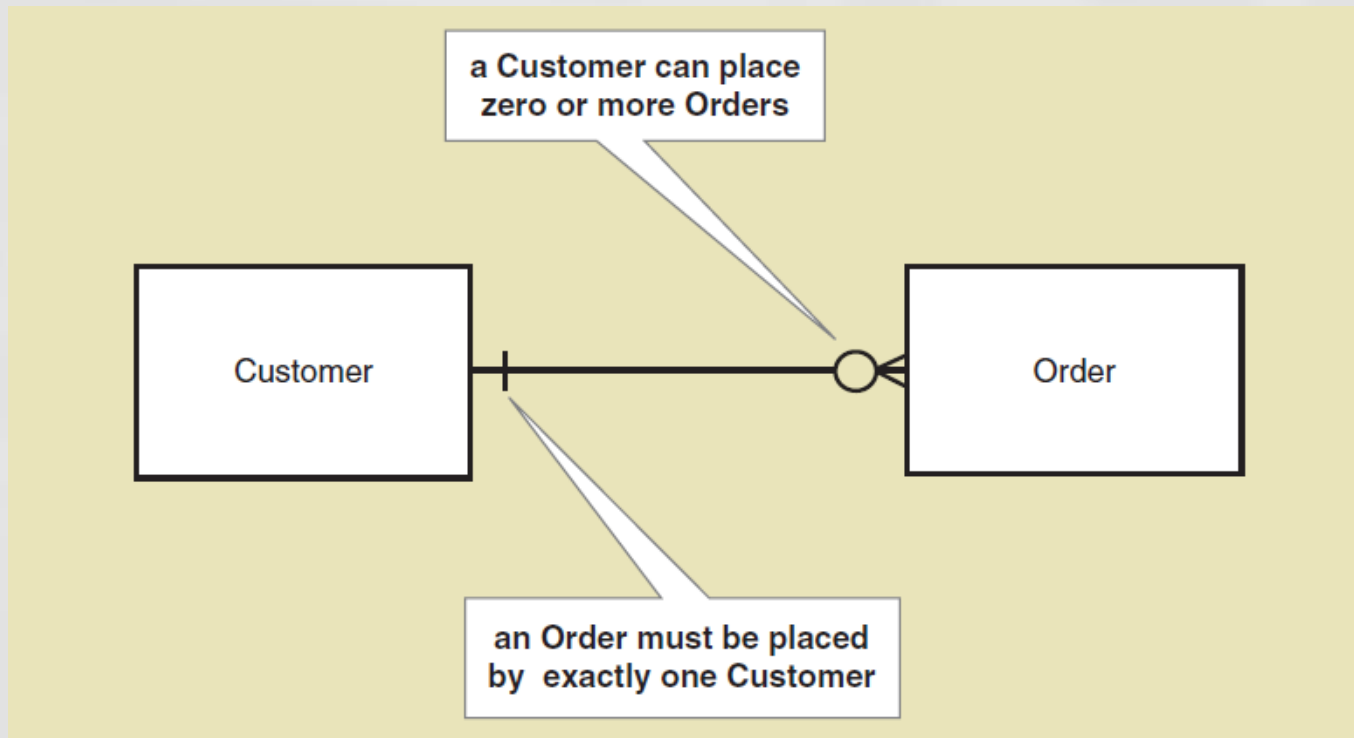 a Customer can place
zero or more Orders
Customer
Order
an Order must be placed
by exactly one Customer